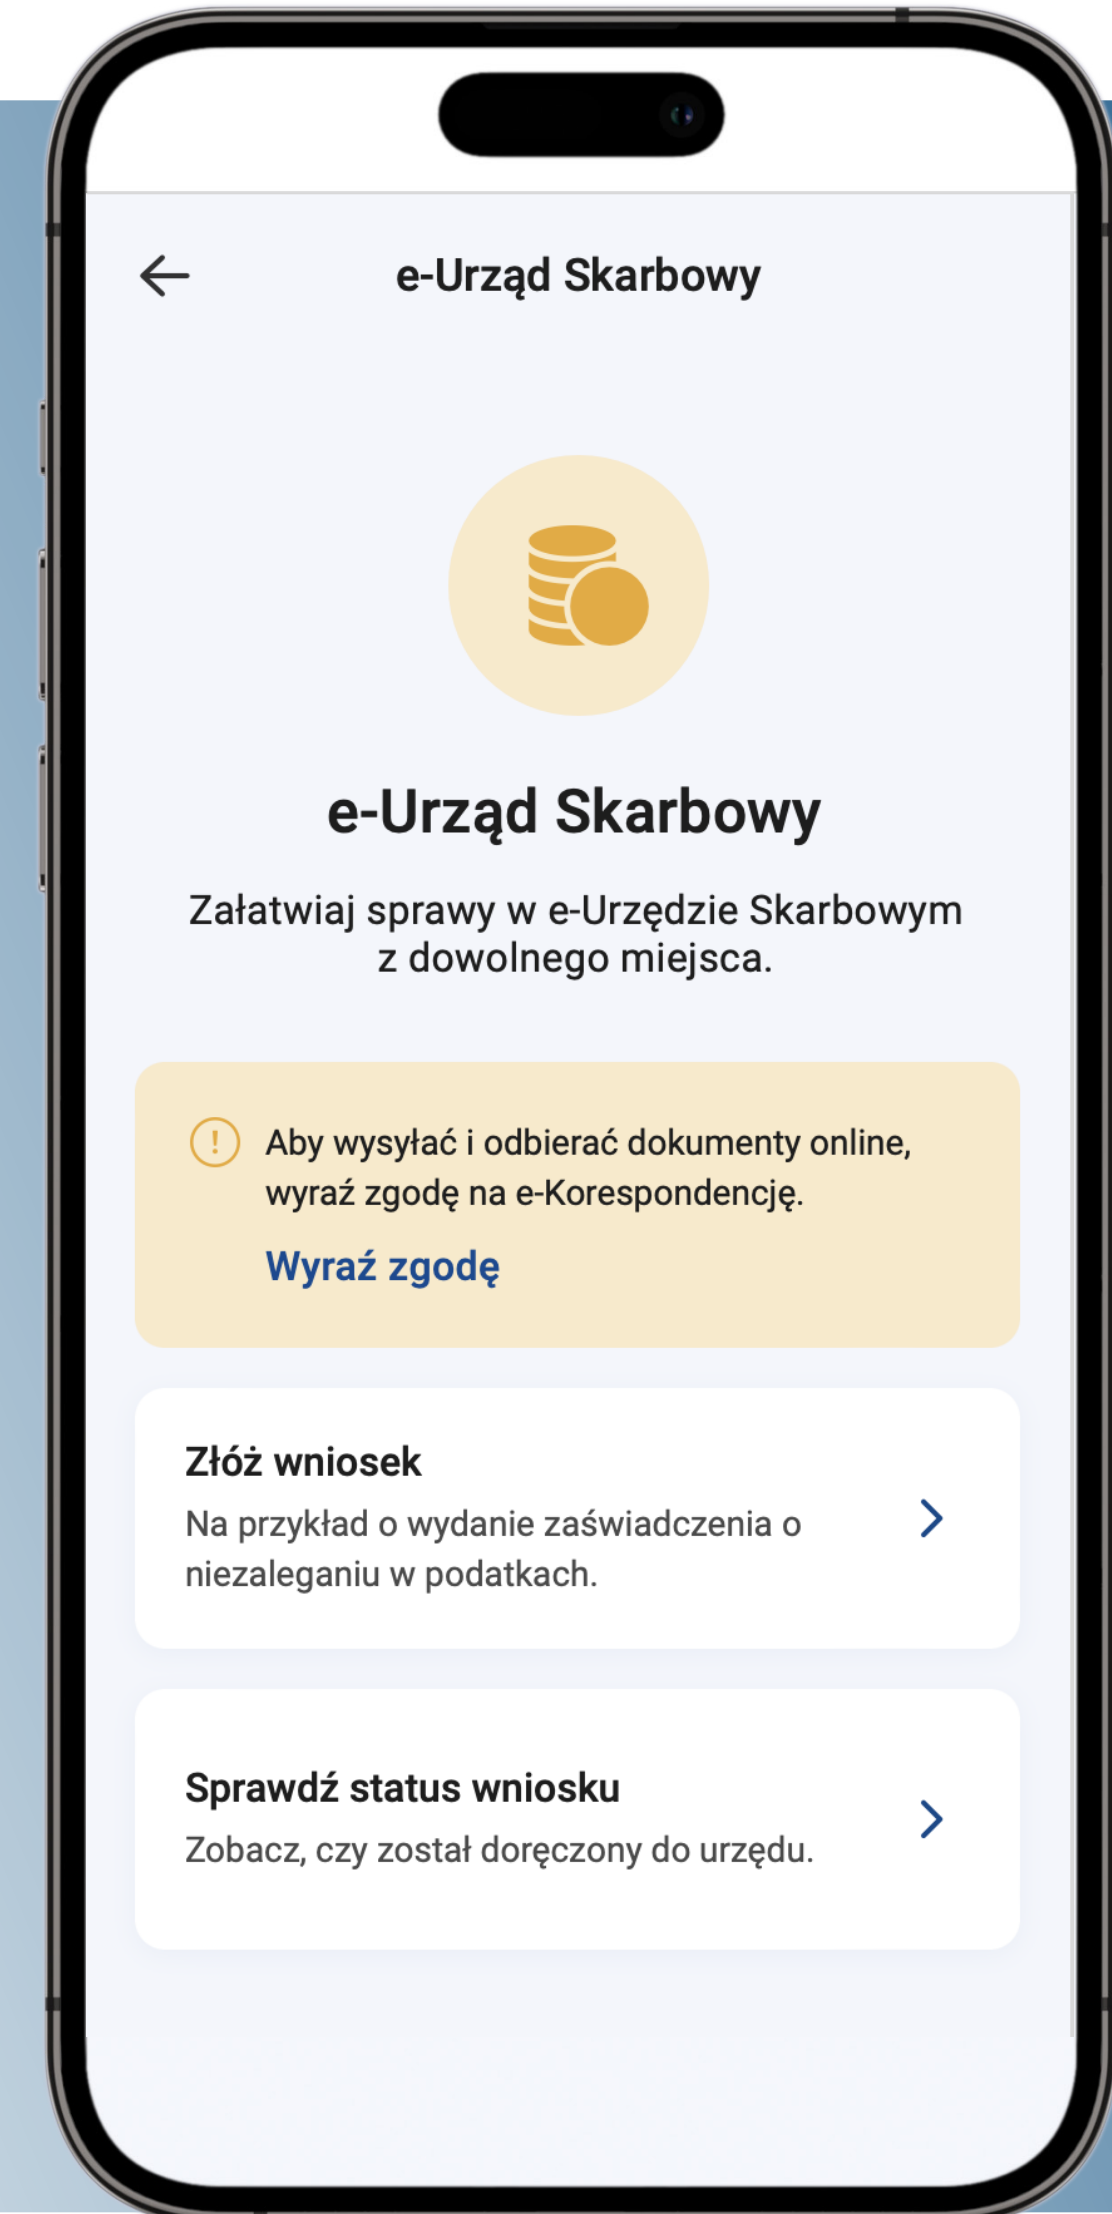 e-Urząd Skarbowy
e-Urząd Skarbowy
Załatwiaj sprawy w e-Urzędzie Skarbowym
z dowolnego miejsca.
Aby wysyłać i odbierać dokumenty online,
wyraź zgodę na e-Korespondencję.
Wyraź zgodę
Złóż wniosek
Na przykład o wydanie zaświadczenia o
niezaleganiu w podatkach.
Sprawdź status wniosku
Zobacz, czy został doręczony do urzędu.